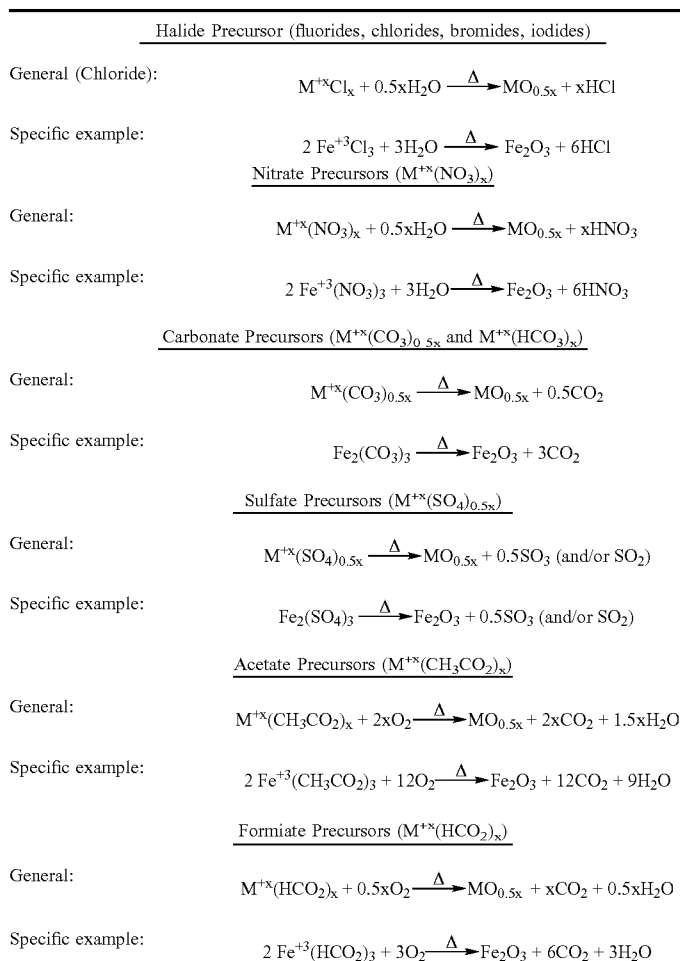 Halide Precursor (fluorides, chlorides, bromides, iodides)
General (Chloride): M⁺ˣClₓ + 0.5xH₂O —Δ→ MO₀.₅ₓ + xHCl
Specific example: 2 Fe⁺³Cl₃ + 3H₂O —Δ→ Fe₂O₃ + 6HCl
Nitrate Precursors (M⁺ˣ(NO₃)ₓ)
General: M⁺ˣ(NO₃)ₓ + 0.5xH₂O —Δ→ MO₀.₅ₓ + xHNO₃
Specific example: 2 Fe⁺³(NO₃)₃ + 3H₂O —Δ→ Fe₂O₃ + 6HNO₃
Carbonate Precursors (M⁺ˣ(CO₃)₀ ₅ₓ and M⁺ˣ(HCO₃)ₓ)
General: M⁺ˣ(CO₃)₀.₅ₓ —Δ→ MO₀.₅ₓ + 0.5CO₂
Specific example: Fe₂(CO₃)₃ —Δ→ Fe₂O₃ + 3CO₂
Sulfate Precursors (M⁺ˣ(SO₄)₀.₅ₓ)
General: M⁺ˣ(SO₄)₀.₅ₓ —Δ→ MO₀.₅ₓ + 0.5SO₃ (and/or SO₂)
Specific example: Fe₂(SO₄)₃ —Δ→ Fe₂O₃ + 0.5SO₃ (and/or SO₂)
Acetate Precursors (M⁺ˣ(CH₃CO₂)ₓ)
General: M⁺ˣ(CH₃CO₂)ₓ + 2xO₂ —Δ→ MO₀.₅ₓ + 2xCO₂ + 1.5xH₂O
Specific example: 2 Fe⁺³(CH₃CO₂)₃ + 12O₂ —Δ→ Fe₂O₃ + 12CO₂ + 9H₂O
Formiate Precursors (M⁺ˣ(HCO₂)ₓ)
General: M⁺ˣ(HCO₂)ₓ + 0.5xO₂ —Δ→ MO₀.₅ₓ + xCO₂ + 0.5xH₂O
Specific example: 2 Fe⁺³(HCO₂)₃ + 3O₂ —Δ→ Fe₂O₃ + 6CO₂ + 3H₂O